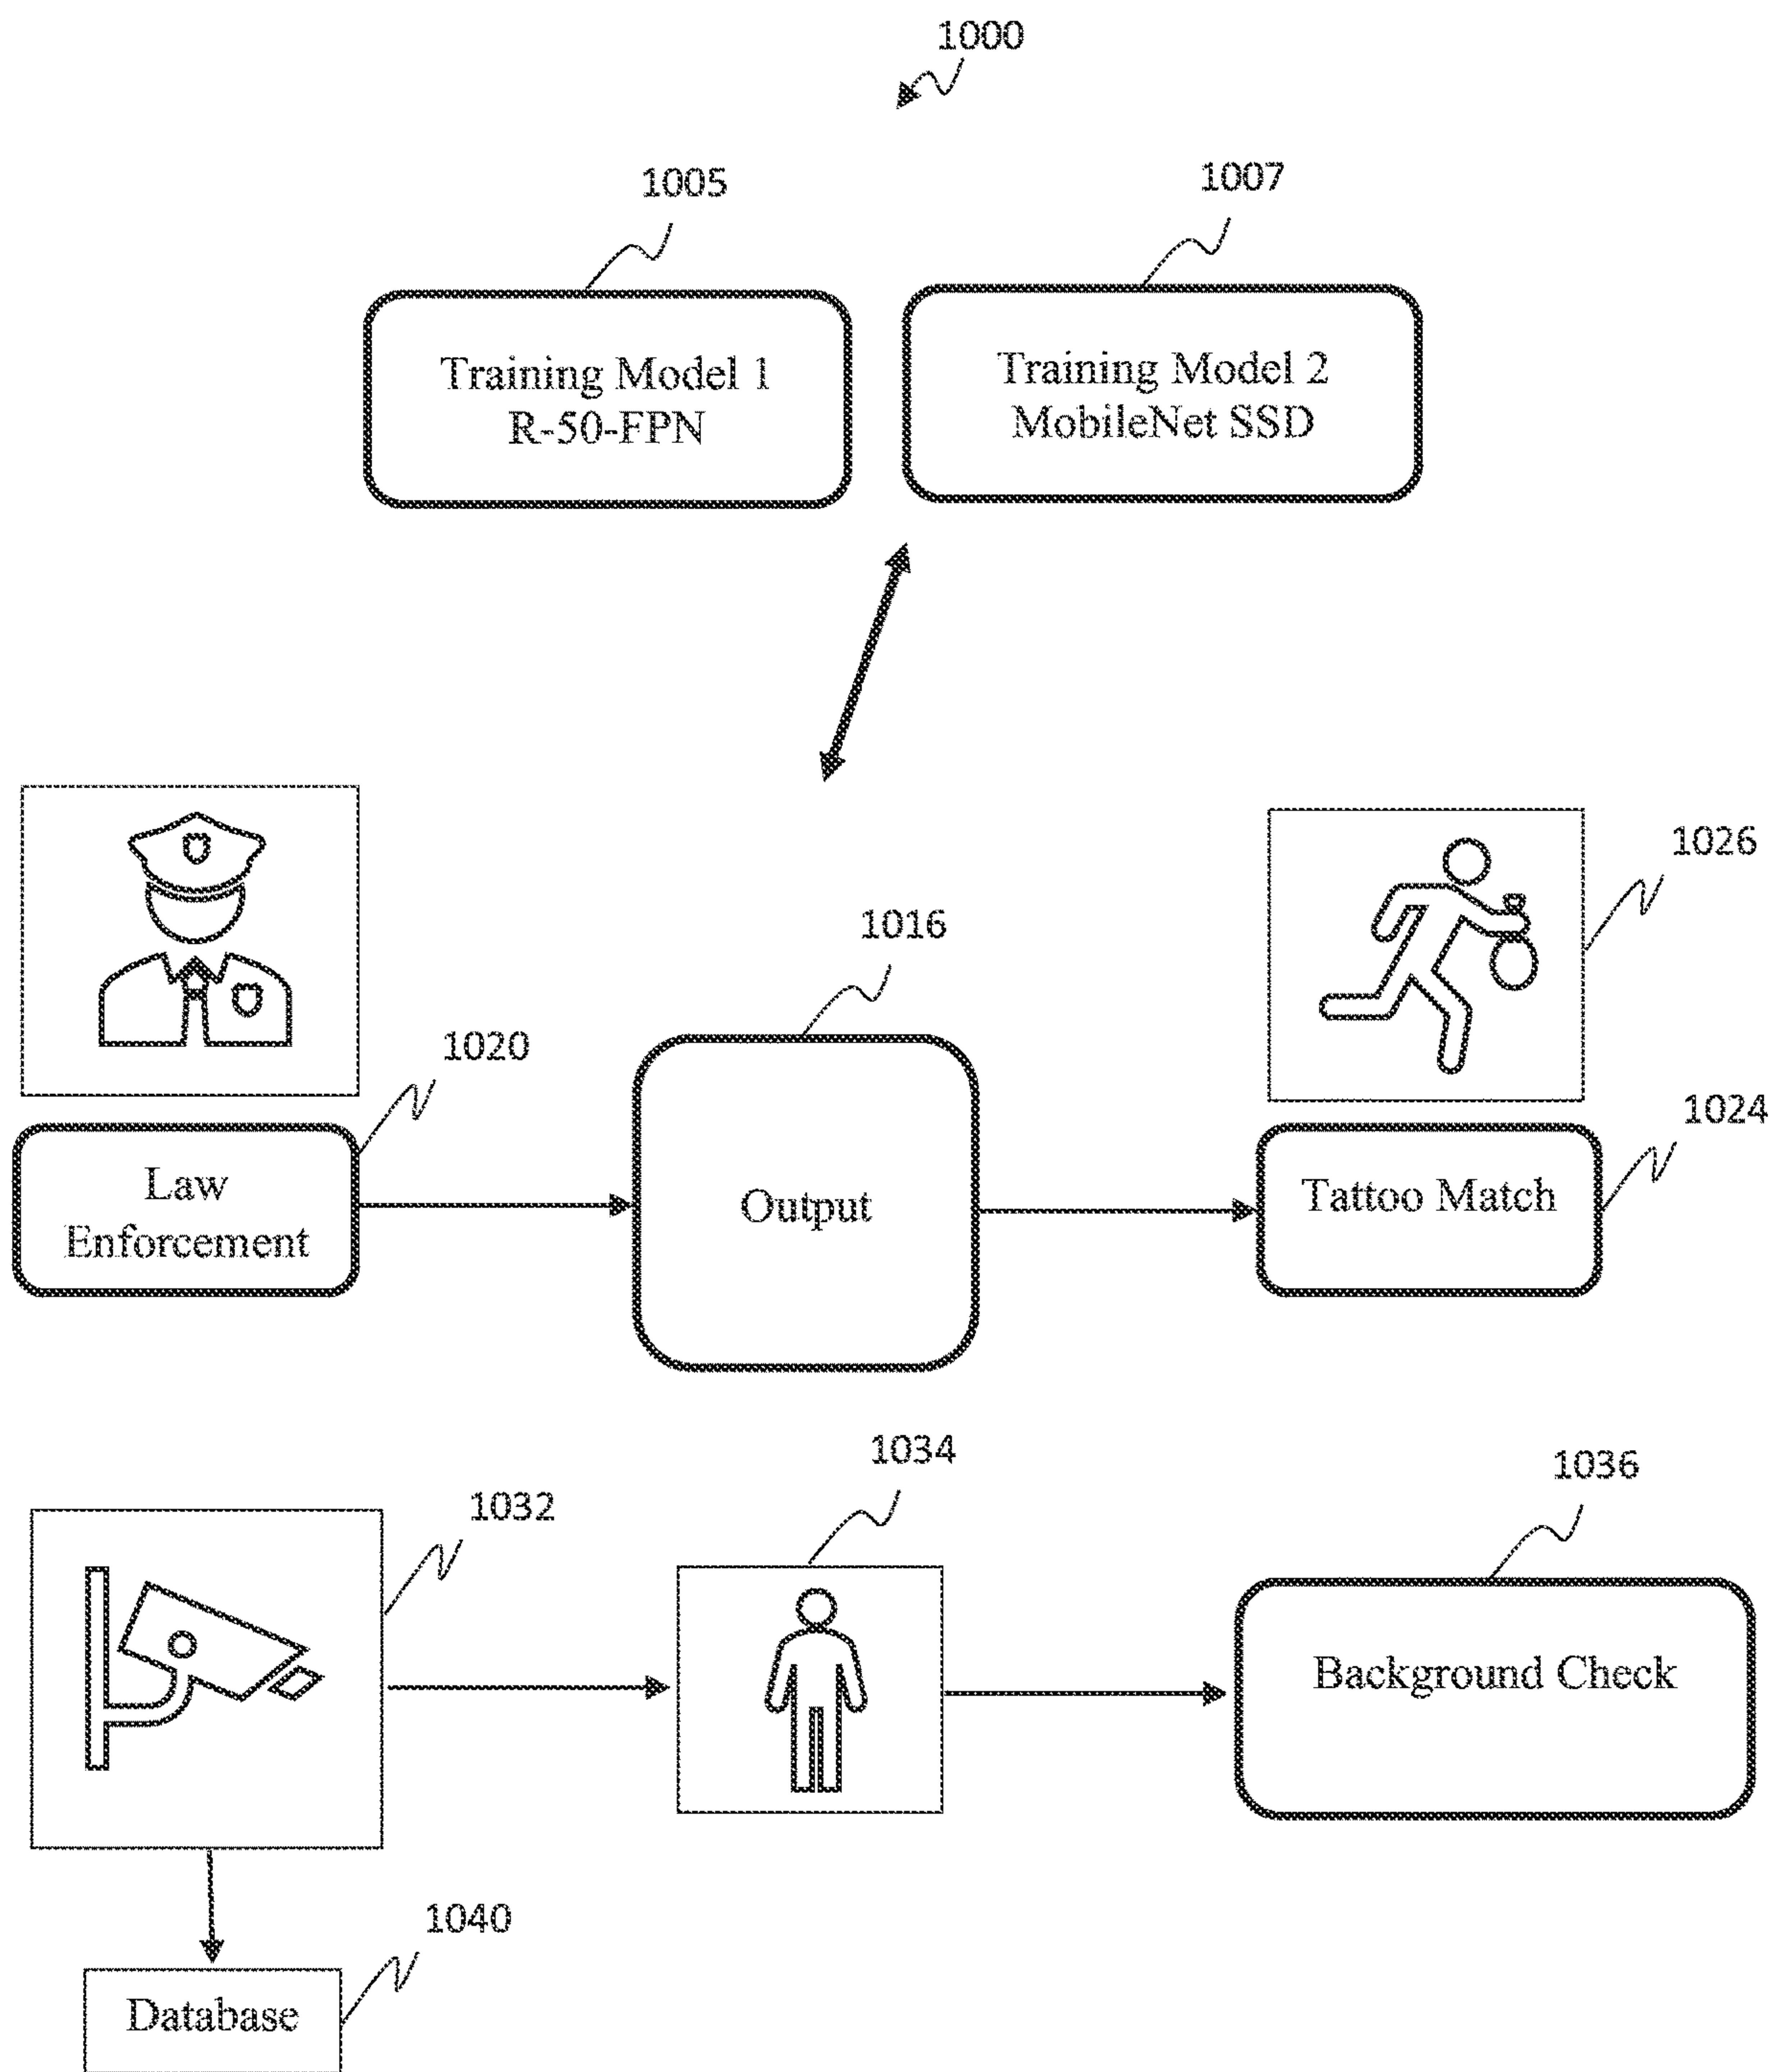 1000
1005
1007
Training Model 1
R-50-FPN
Training Model 2
MobileNet SSD
1026
1016
1020
1024
Law
Enforcement
Output
Tattoo Match
1034
1036
1032
Background Check
1040
Database